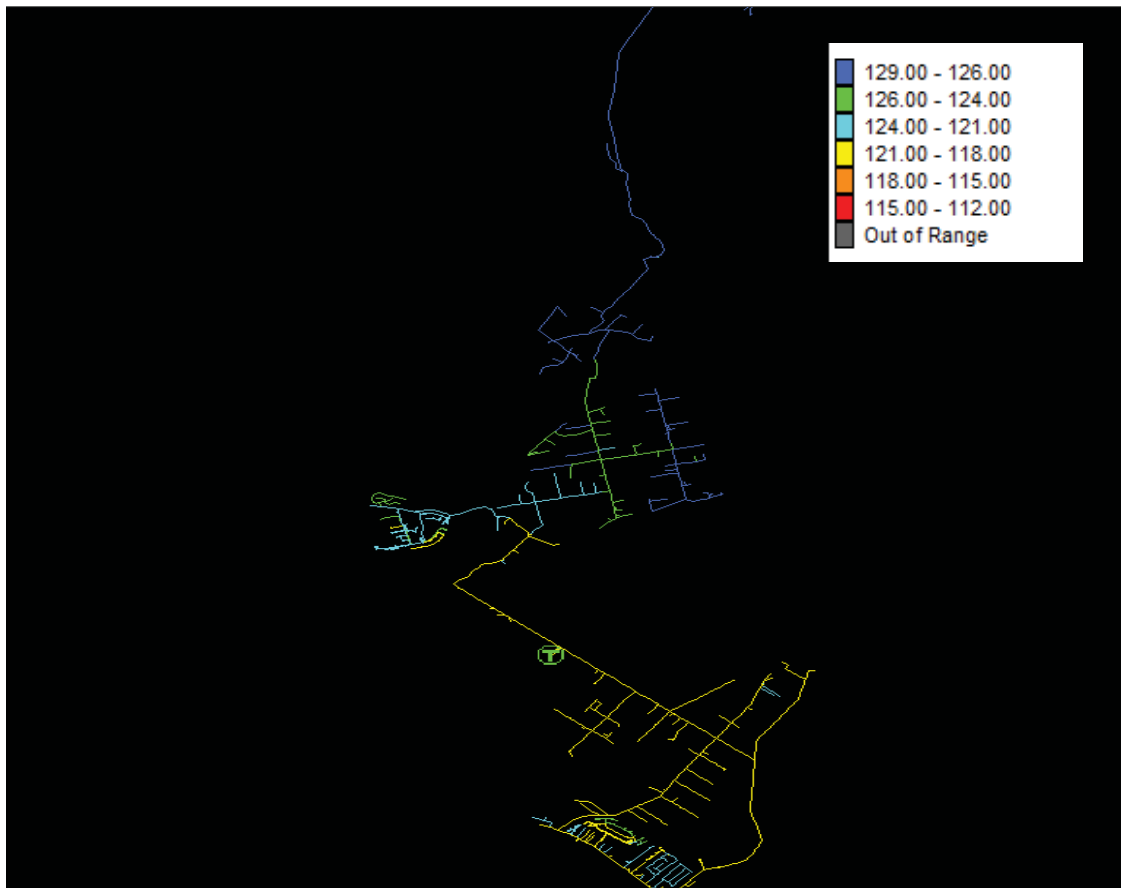 129.00 - 126.00
126.00 - 124.00
124.00 - 121.00
121.00 - 118.00
118.00 - 115.00
115.00 - 112.00
Out of Range
T